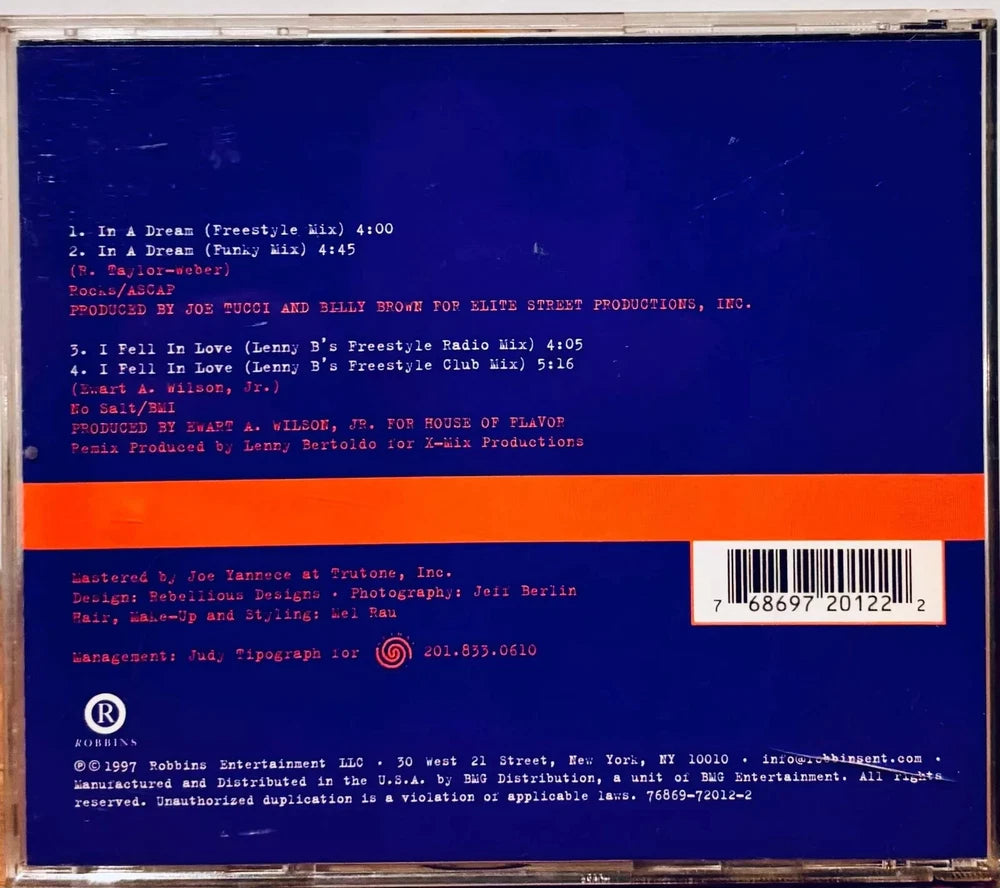 1. In A Dream (Freestyle Mix) 4:00
2. In A Dream (Funky Mix) 4:45
(R. Taylor-Weber)
Rocks/ASCAP
PRODUCED BY JOE TUCCI AND BILLY BROWN FOR ELITE STREET PRODUCTIONS, INC.
3. I Fell In Love (Lenny B's Freestyle Radio Mix) 4:05
4. I Fell In Love (Lenny B's Freestyle Club Mix) 5:16
(Ewart A. Wilson, Jr.)
No Salt/BMI
PRODUCED BY EWART A. WILSON, JR. FOR HOUSE OF FLAVOR
Remix Produced by Lenny Bertoldo for X-Mix Productions
Mastered by Joe Yannece at Trutone, Inc.
Design: Rebellious Designs • Photography: Jeff Berlin
Hair, Make-Up and Styling: Mel Rau
Management: Judy Tipograph for 201.833.0610
7 68697 20122 2
R
ROBBINS
℗©1997 Robbins Entertainment LLC • 30 West 21 Street, New York, NY 10010 • info@robbinsent.com •
Manufactured and Distributed in the U.S.A. by BMG Distribution, a unit of BMG Entertainment. All rights
reserved. Unauthorized duplication is a violation of applicable laws. 76869-72012-2